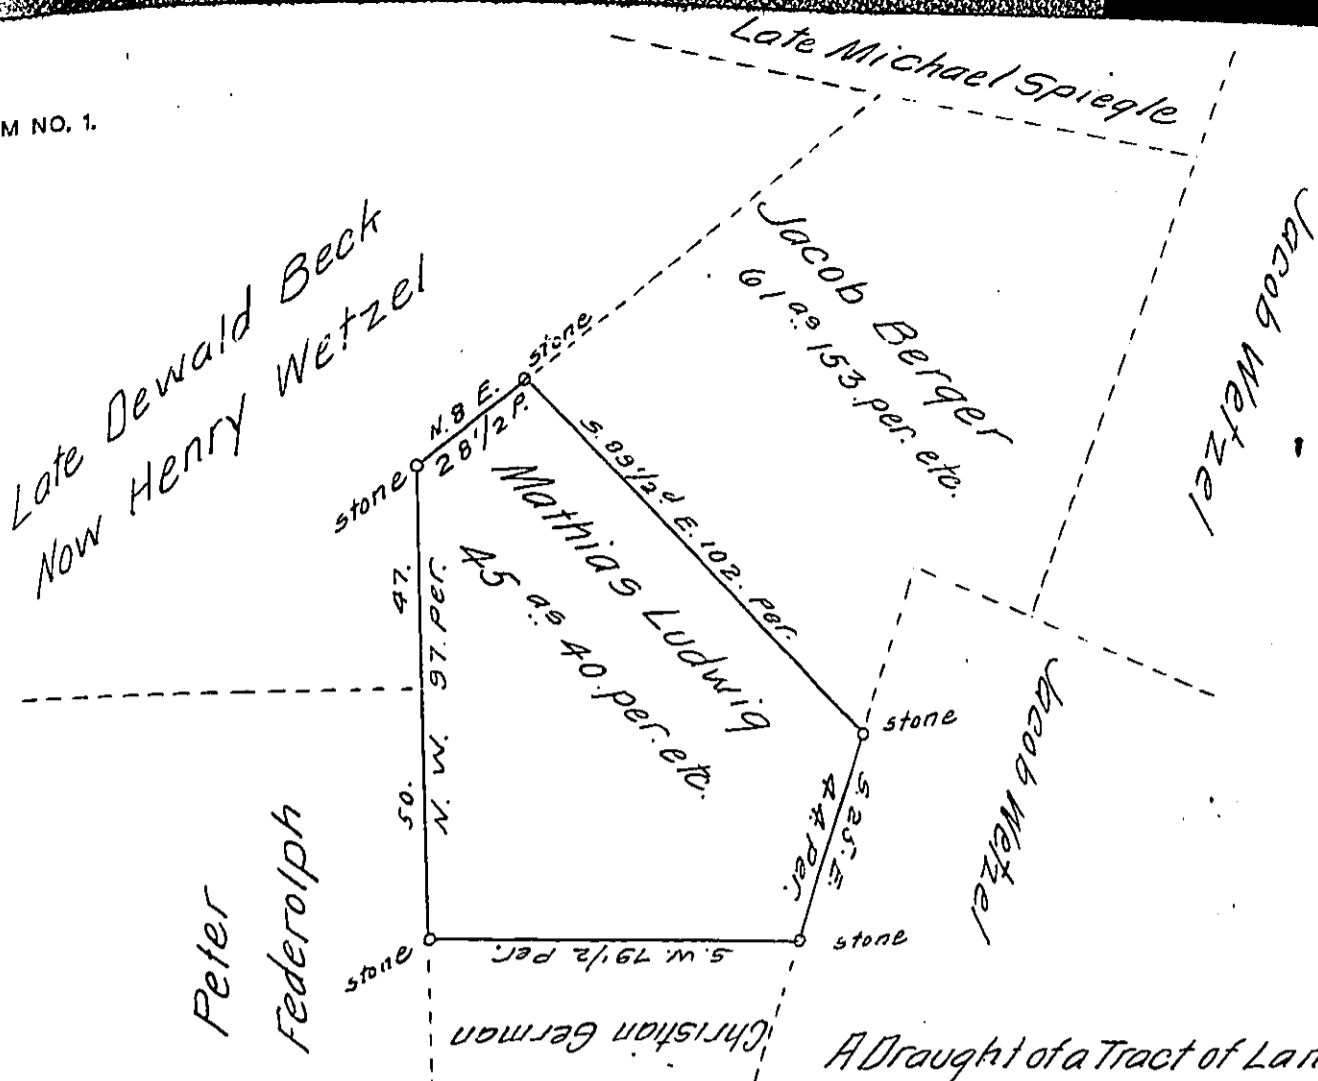 M NO. 1.
Late Michael Spiegle
Late Dewald Beck
Now Henry Wetzel
Jacob Berger
61 as 153 per. etc.
Jacob Wetzel
stone
N. 8 E.
28 1/2 P.
stone
S. 83 1/2 d E. 102. per.
Mathias Ludwig
45 as 40. per. etc.
47.
50.
N. W. 97. Per.
stone
S. 25. E.
44 Per.
Jacob Wetzel
Peter
Federolph
stone
S. W. 79 1/2 Per.
stone
Christian German
A Draught of a Tract of Lan